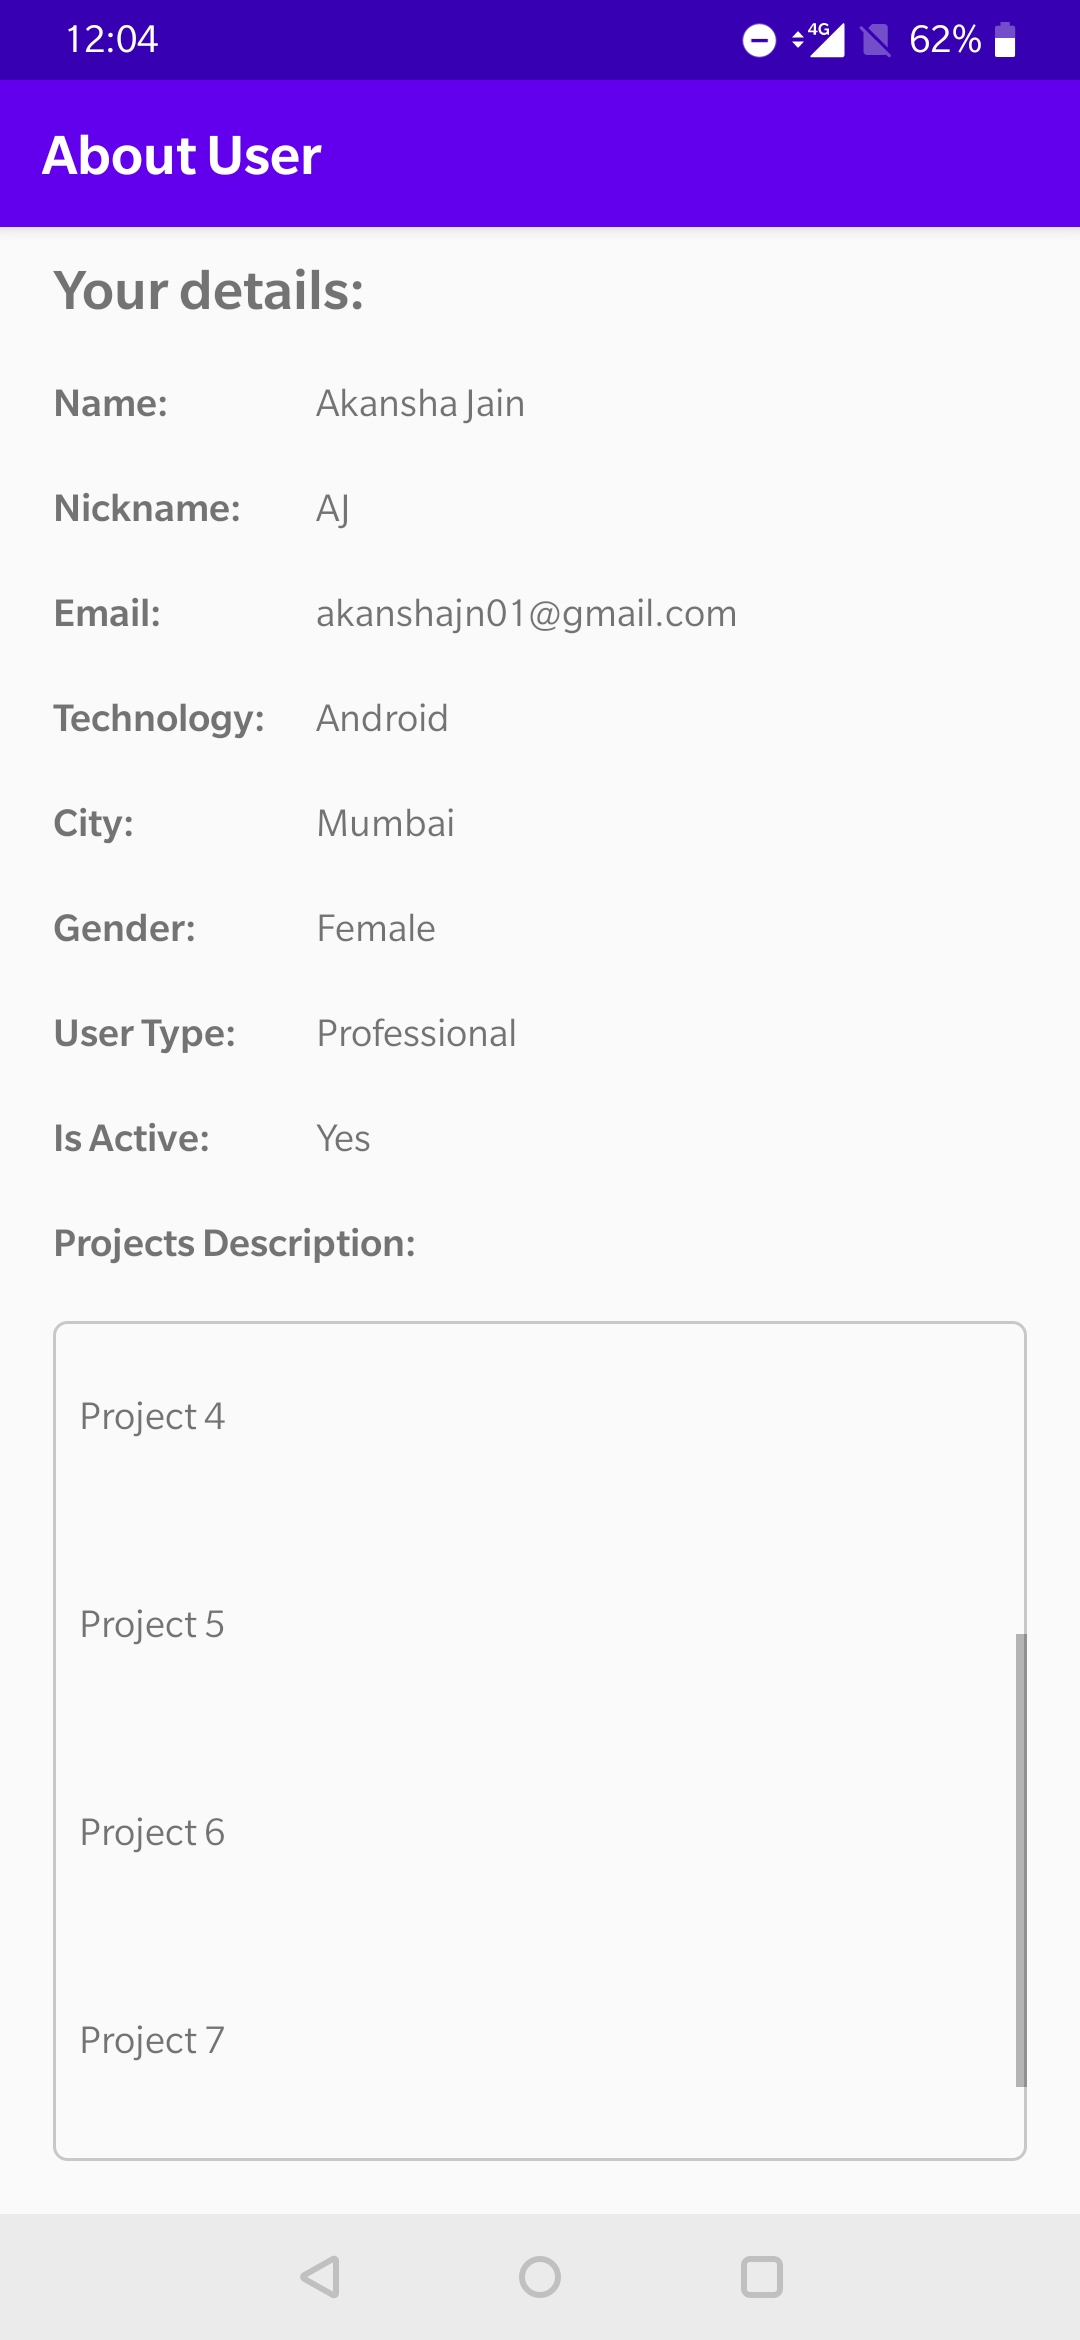 12:04 4G 62%
About User
Your details:
Name: Akansha Jain
Nickname: AJ
Email: akanshajn01@gmail.com
Technology: Android
City: Mumbai
Gender: Female
User Type: Professional
Is Active: Yes
Projects Description:
Project 4
Project 5
Project 6
Project 7